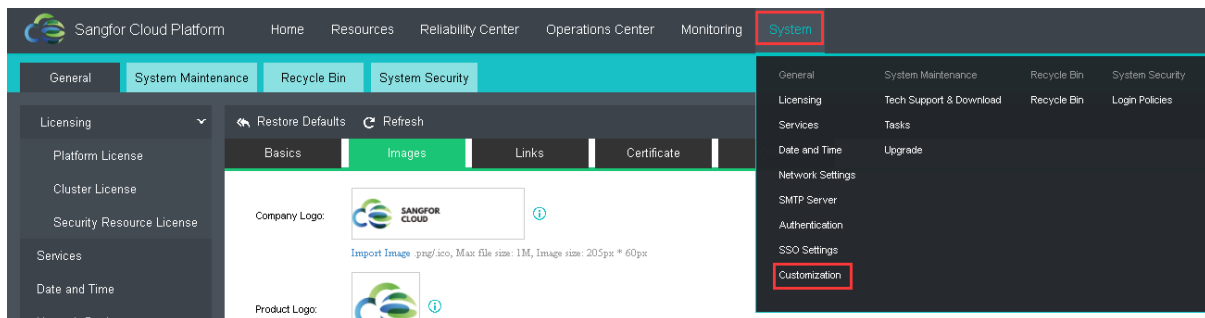 Sangfor Cloud Platform Home Resources Reliability Center Operations Center Monitoring System
General System Maintenance Recycle Bin System Security
Licensing
Platform License
Cluster License
Security Resource License
Services
Date and Time
Restore Defaults Refresh
Basics Images Links Certificate
Company Logo:
SANGFOR
CLOUD
Import Image .png/.ico, Max file size: 1M, Image size: 205px * 60px
Product Logo:
General System Maintenance Recycle Bin System Security
Licensing Tech Support & Download Recycle Bin Login Policies
Services Tasks
Date and Time Upgrade
Network Settings
SMTP Server
Authentication
SSO Settings
Customization